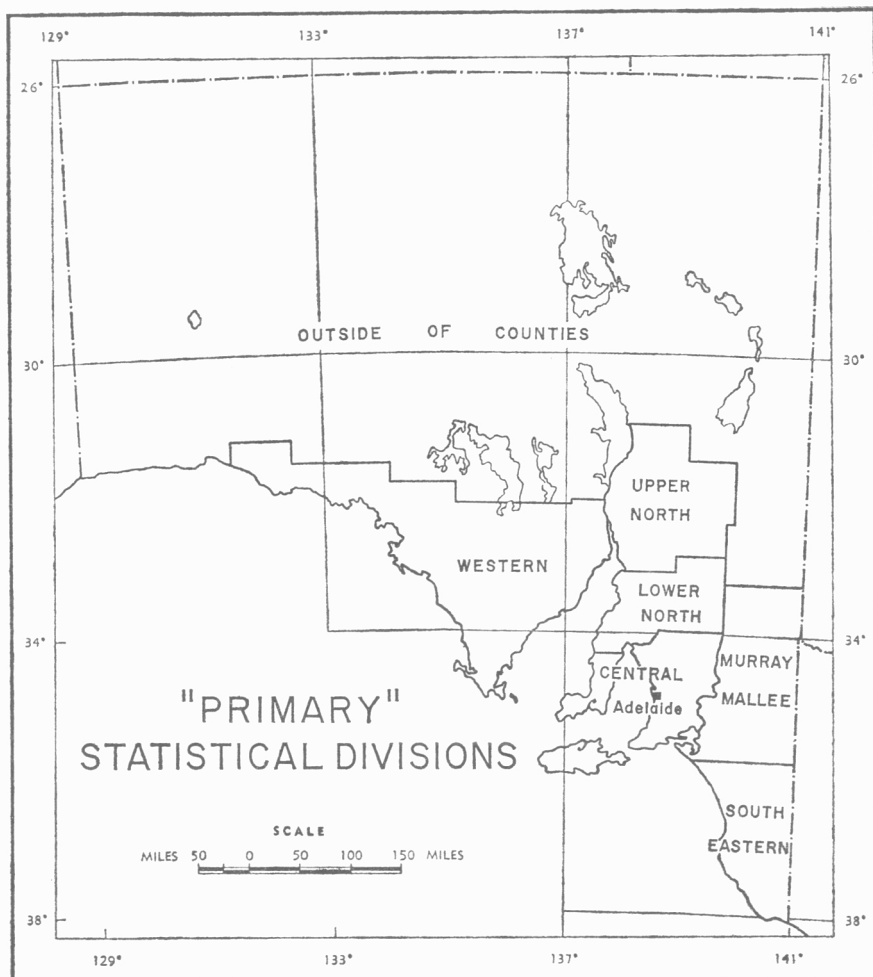 129° 133° 137° 141°
26° 26°
OUTSIDE OF COUNTIES
30° 30°
UPPER
NORTH
WESTERN
LOWER
NORTH
34° 34°
CENTRAL
MURRAY
MALLEE
Adelaide
"PRIMARY"
STATISTICAL DIVISIONS
SOUTH
EASTERN
SCALE
MILES 50 0 50 100 150 MILES
38° 38°
129° 133° 137° 141°